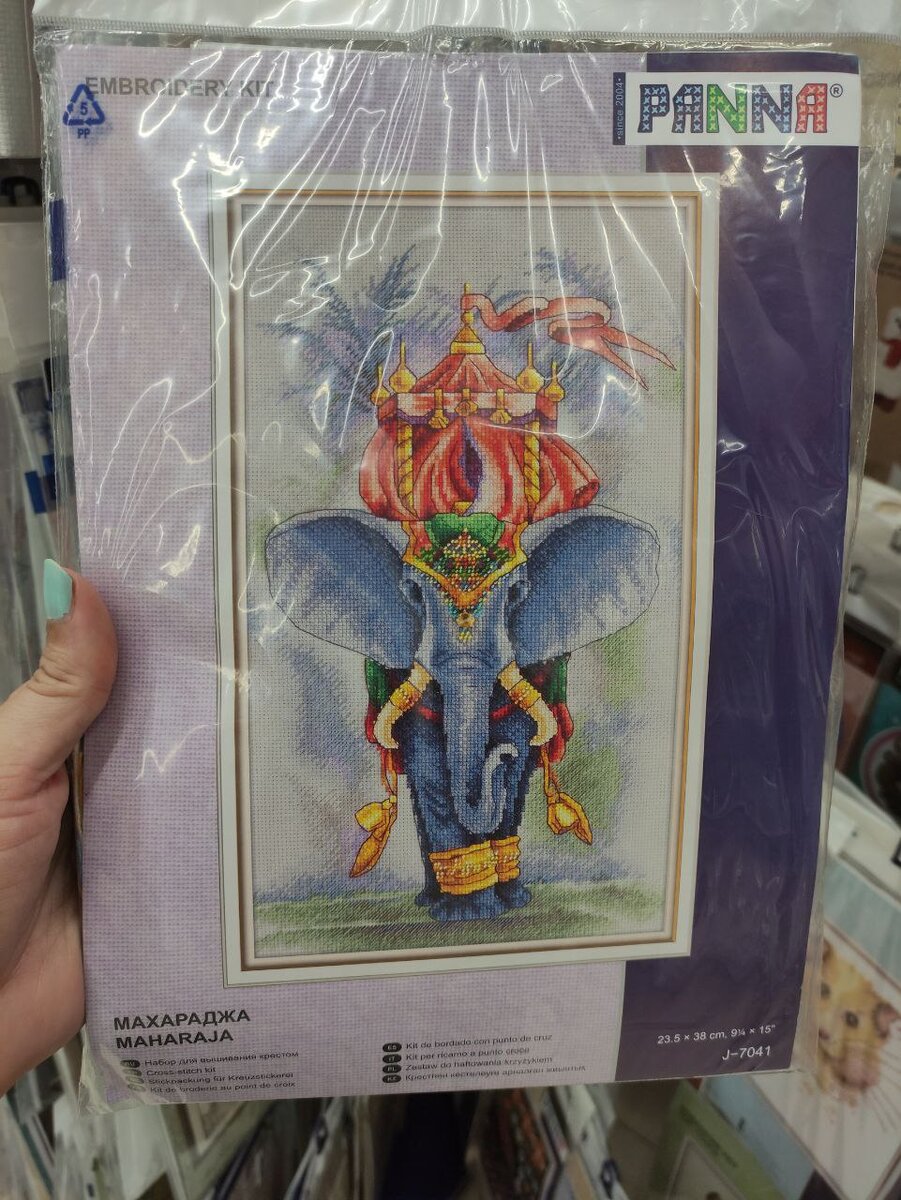 EMBROIDERY KIT
5
PP
•since 2004•
PANNA®
МАХАРАДЖА
MAHARAJA
Набор для вышивания крестом
Cross-stitch kit
Stickpackung für Kreuzstickerei
Kit de broderie au point de croix
Kit de bordado con punto de cruz
Kit per ricamo a punto croce
Zestaw do haftowania krzyżykiem
23.5 × 38 cm, 9¼ × 15"
J-7041